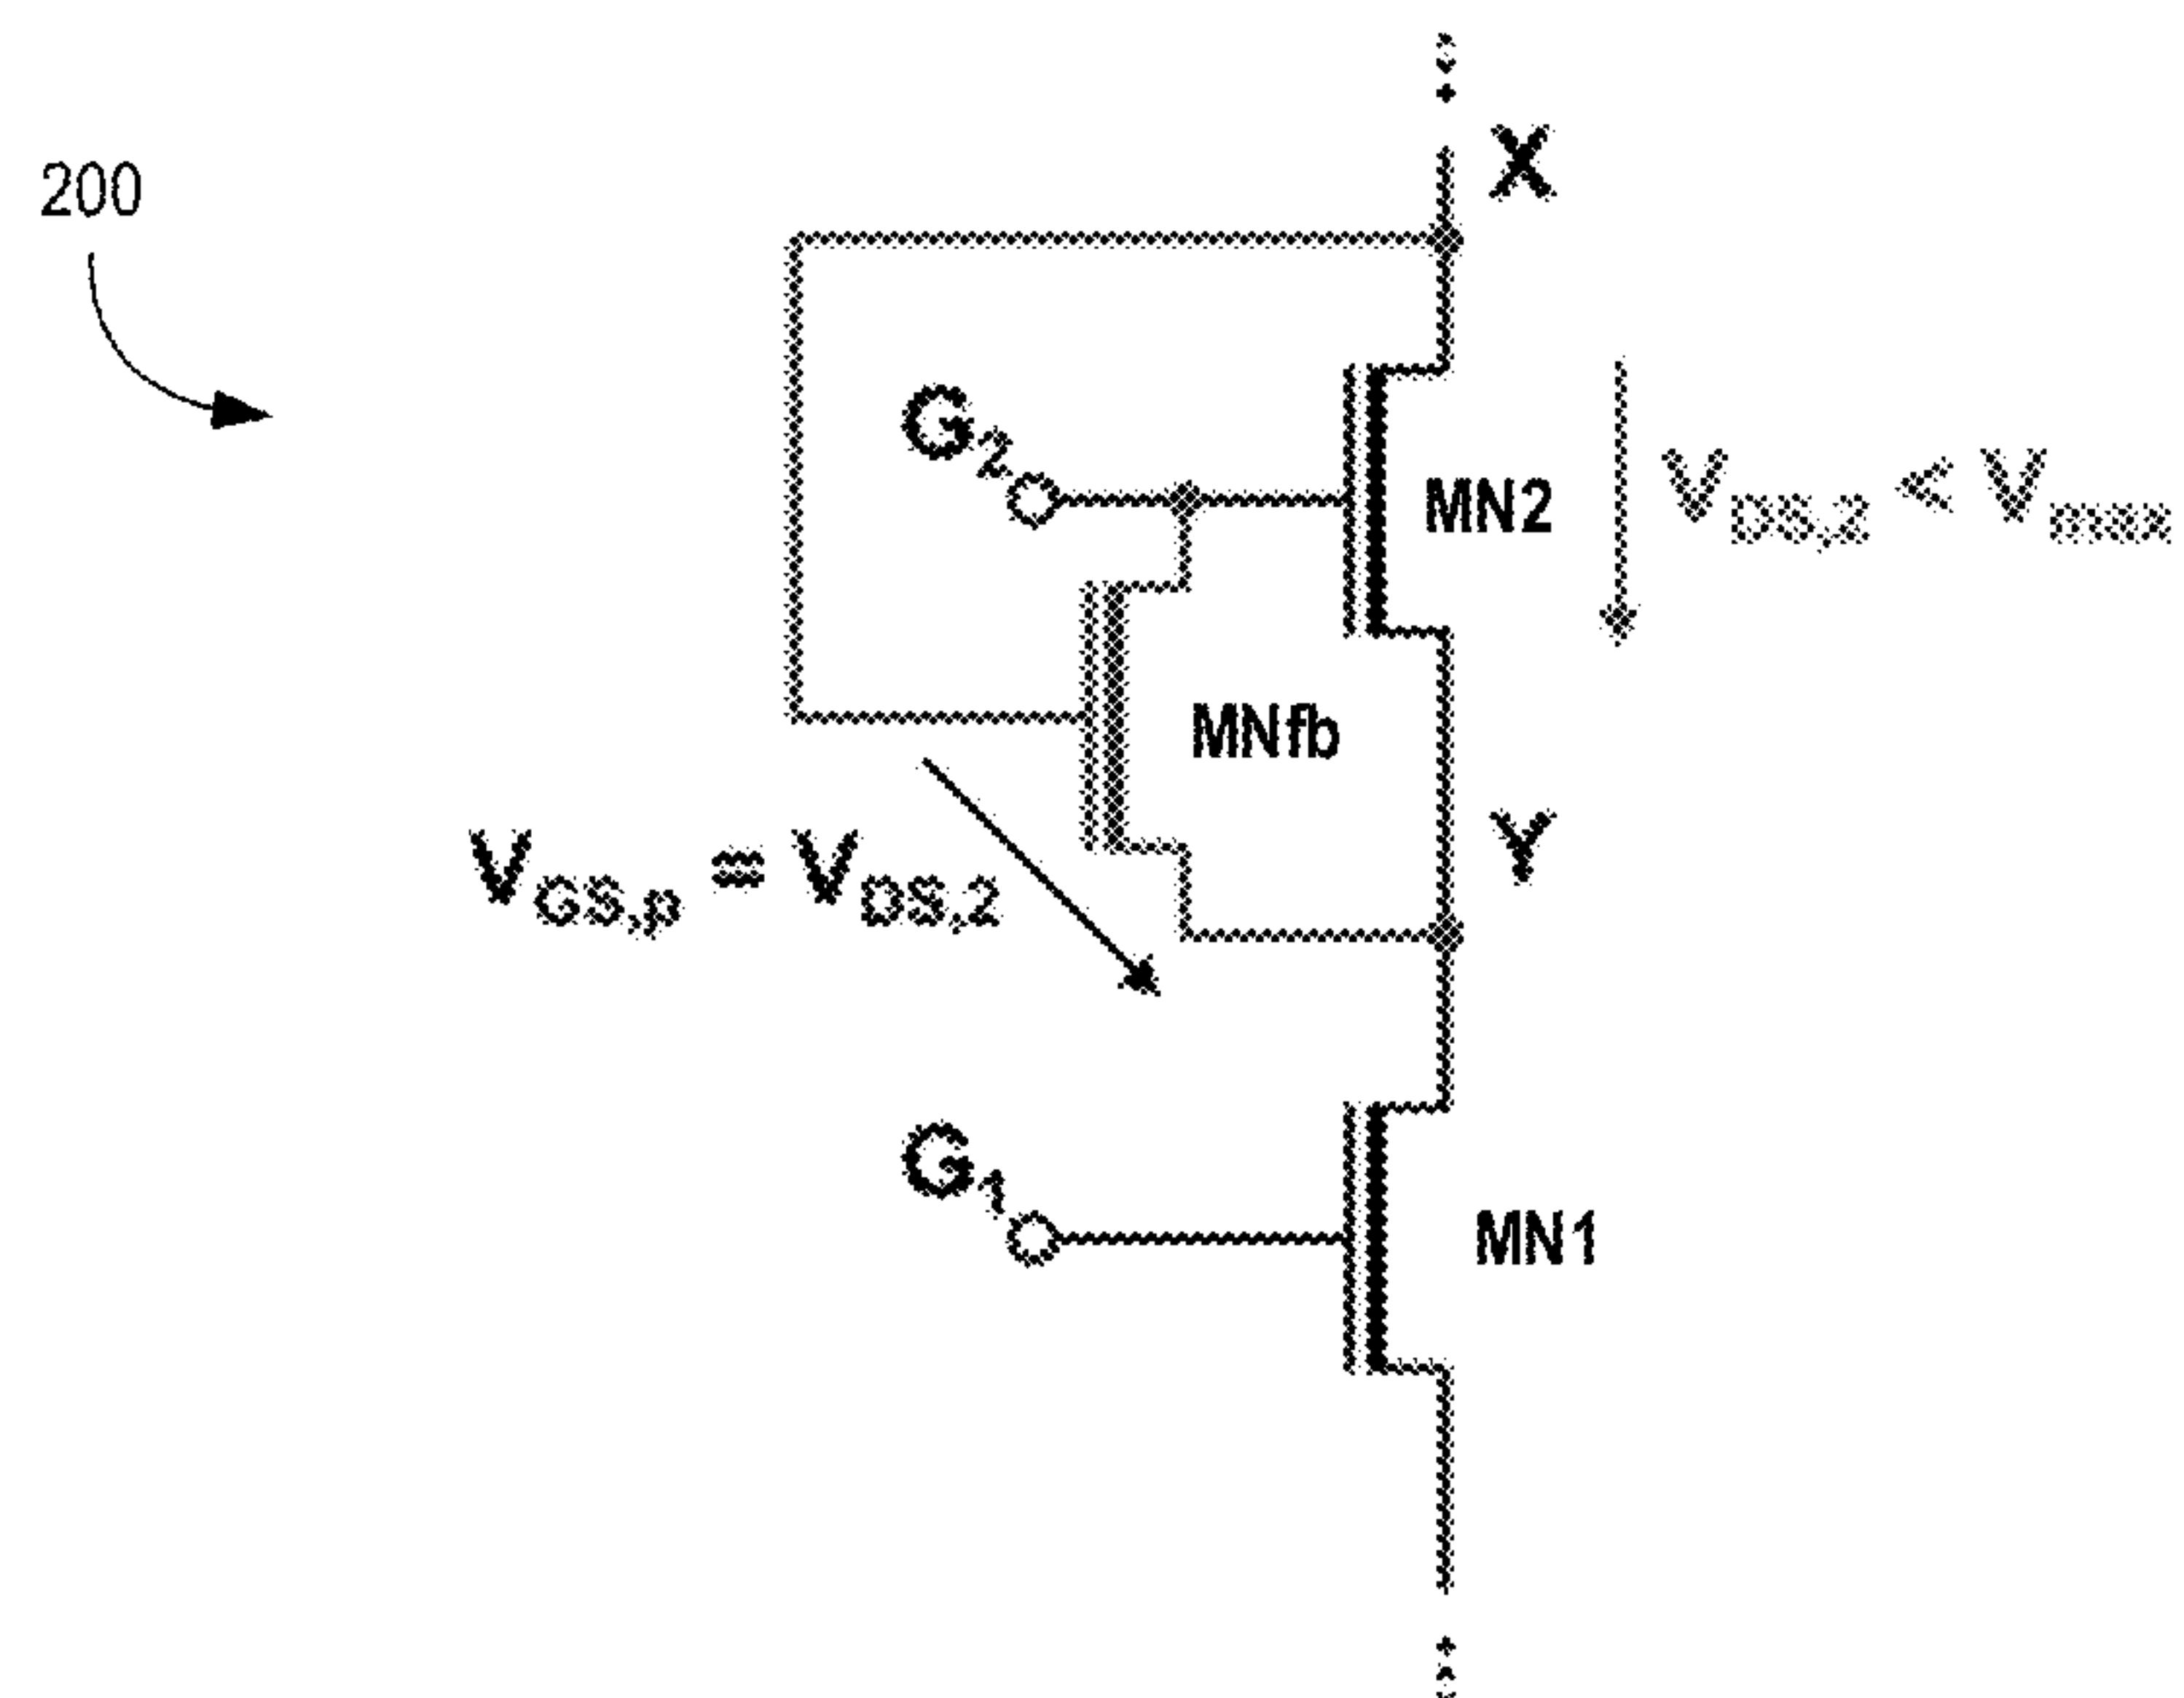 X
200
G2
MN2
VDS,2 < Vmax
MNfb
VGS,p = VDS,2
Y
G1
MN1